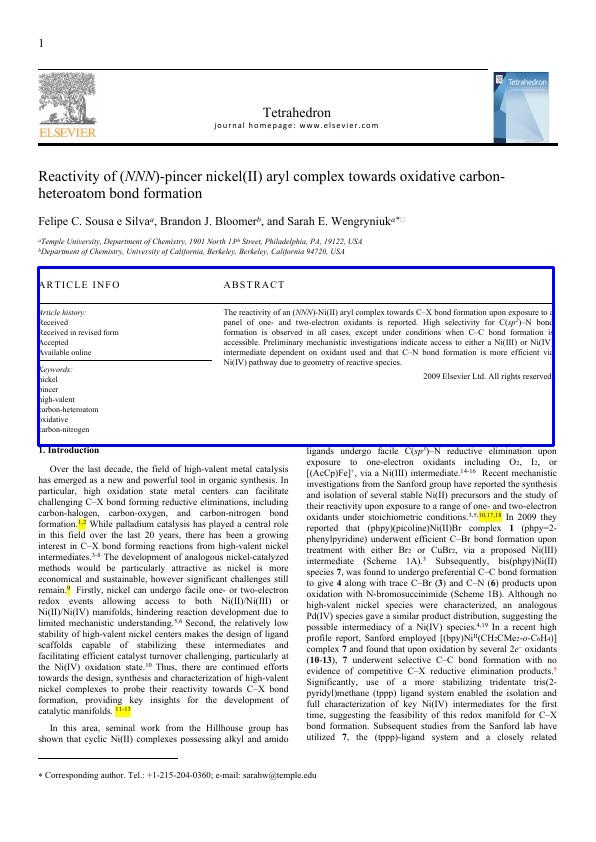 1
ELSEVIER
Tetrahedron
journal homepage: www.elsevier.com
Tetrahedron
Reactivity of (NNN)-pincer nickel(II) aryl complex towards oxidative carbon-
heteroatom bond formation
Felipe C. Sousa e Silvaᵃ, Brandon J. Bloomerᵇ, and Sarah E. Wengryniukᵃ*
ᵃTemple University, Department of Chemistry, 1901 North 13ᵗʰ Street, Philadelphia, PA, 19122, USA
ᵇDepartment of Chemistry, University of California, Berkeley, Berkeley, California 94720, USA
ARTICLE INFO
Article history:
Received
Received in revised form
Accepted
Available online
Keywords:
nickel
pincer
high-valent
carbon-heteroatom
oxidative
carbon-nitrogen
ABSTRACT
The reactivity of an (NNN)-Ni(II) aryl complex towards C–X bond formation upon exposure to a
panel of one- and two-electron oxidants is reported. High selectivity for C(sp²)–N bond
formation is observed in all cases, except under conditions when C–C bond formation is
accessible. Preliminary mechanistic investigations indicate access to either a Ni(III) or Ni(IV)
intermediate dependent on oxidant used and that C–N bond formation is more efficient via
Ni(IV) pathway due to geometry of reactive species.
2009 Elsevier Ltd. All rights reserved
1. Introduction
Over the last decade, the field of high-valent metal catalysis
has emerged as a new and powerful tool in organic synthesis. In
particular, high oxidation state metal centers can facilitate
challenging C–X bond forming reductive eliminations, including
carbon-halogen, carbon-oxygen, and carbon-nitrogen bond
formation.¹,² While palladium catalysis has played a central role
in this field over the last 20 years, there has been a growing
interest in C–X bond forming reactions from high-valent nickel
intermediates.³⁻⁸ The development of analogous nickel-catalyzed
methods would be particularly attractive as nickel is more
economical and sustainable, however significant challenges still
remain.⁹ Firstly, nickel can undergo facile one- or two-electron
redox events allowing access to both Ni(I)/Ni(III) or
Ni(II)/Ni(IV) manifolds, hindering reaction development due to
limited mechanistic understanding.⁵,⁶ Second, the relatively low
stability of high-valent nickel centers makes the design of ligand
scaffolds capable of stabilizing these intermediates and
facilitating efficient catalyst turnover challenging, particularly at
the Ni(IV) oxidation state.¹⁰ Thus, there are continued efforts
towards the design, synthesis and characterization of high-valent
nickel complexes to probe their reactivity towards C–X bond
formation, providing key insights for the development of
catalytic manifolds. ¹¹⁻¹³
In this area, seminal work from the Hillhouse group has
shown that cyclic Ni(II) complexes possessing alkyl and amido
ligands undergo facile C(sp³)–N reductive elimination upon
exposure to one-electron oxidants including O₂, I₂, or
[(AcCp)Fe]⁺, via a Ni(III) intermediate.¹⁴⁻¹⁶ Recent mechanistic
investigations from the Sanford group have reported the synthesis
and isolation of several stable Ni(II) precursors and the study of
their reactivity upon exposure to a range of one- and two-electron
oxidants under stoichiometric conditions.³,⁵,¹⁰,¹⁷,¹⁸ In 2009 they
reported that (phpy)(picoline)Ni(II)Br complex 1 (phpy=2-
phenylpyridine) underwent efficient C–Br bond formation upon
treatment with either Br₂ or CuBr₂, via a proposed Ni(III)
intermediate (Scheme 1A).³ Subsequently, bis(phpy)Ni(II)
species 7, was found to undergo preferential C–C bond formation
to give 4 along with trace C–Br (3) and C–N (6) products upon
oxidation with N-bromosuccinimide (Scheme 1B). Although no
high-valent nickel species were characterized, an analogous
Pd(IV) species gave a similar product distribution, suggesting the
possible intermediacy of a Ni(IV) species.⁴,¹⁹ In a recent high
profile report, Sanford employed [(bpy)Niᴵᴵ(CH₂CMe₂-o-C₆H₄)]
complex 7 and found that upon oxidation by several 2e⁻ oxidants
(10-13), 7 underwent selective C–C bond formation with no
evidence of competitive C–X reductive elimination products.⁵
Significantly, use of a more stabilizing tridentate tris(2-
pyridyl)methane (tppp) ligand system enabled the isolation and
full characterization of key Ni(IV) intermediates for the first
time, suggesting the feasibility of this redox manifold for C–X
bond formation. Subsequent studies from the Sanford lab have
utilized 7, the (tppp)-ligand system and a closely related
* Corresponding author. Tel.: +1-215-204-0360; e-mail: sarahw@temple.edu